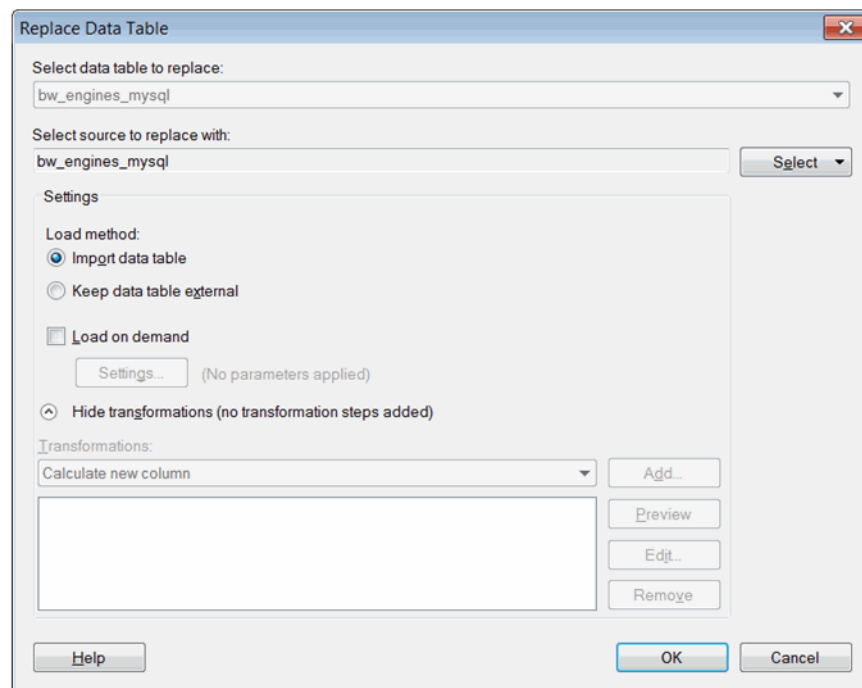 Replace Data Table
Select data table to replace:
bw_engines_mysql
Select source to replace with:
bw_engines_mysql
Select
Settings
Load method:
Import data table
Keep data table external
Load on demand
Settings... (No parameters applied)
Hide transformations (no transformation steps added)
Transformations:
Calculate new column
Add...
Preview
Edit...
Remove
Help
OK
Cancel